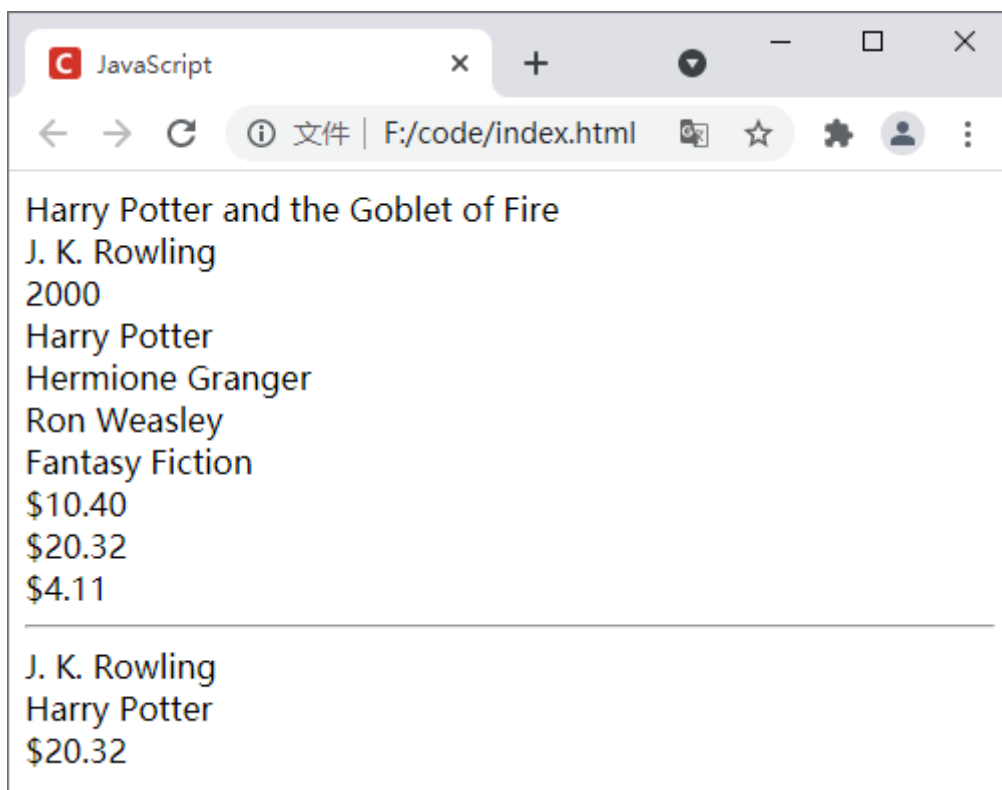 C JavaScript
文件 F:/code/index.html
Harry Potter and the Goblet of Fire
J. K. Rowling
2000
Harry Potter
Hermione Granger
Ron Weasley
Fantasy Fiction
$10.40
$20.32
$4.11
J. K. Rowling
Harry Potter
$20.32